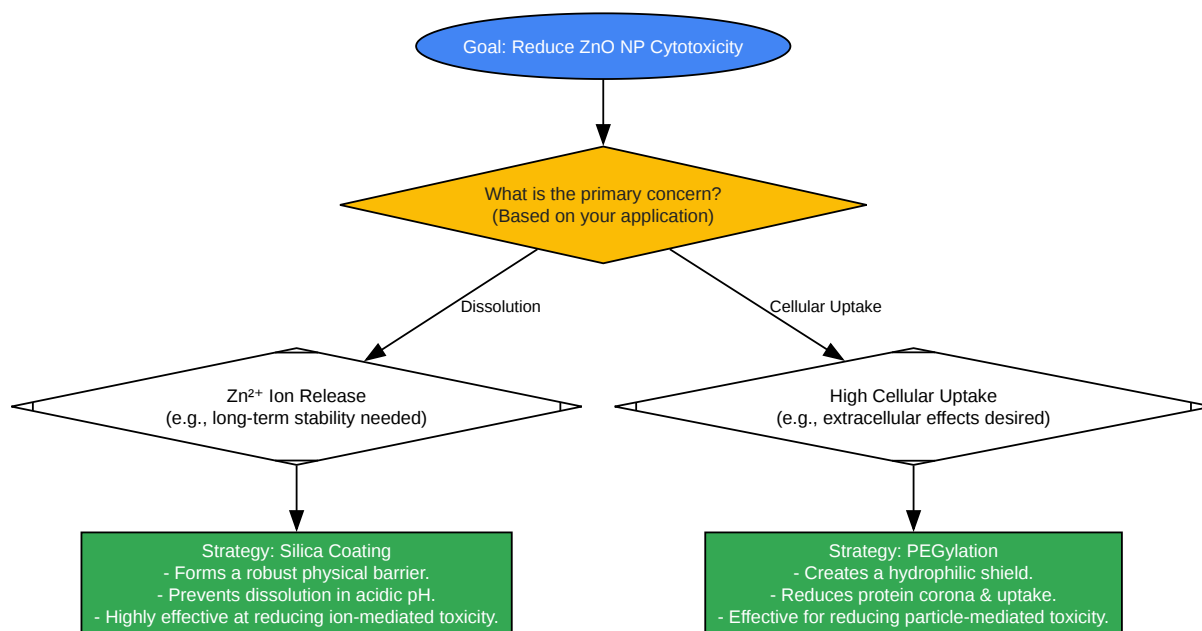 Goal: Reduce ZnO NP Cytotoxicity
What is the primary concern?
(Based on your application)
Dissolution
Cellular Uptake
Zn²⁺ Ion Release
(e.g., long-term stability needed)
High Cellular Uptake
(e.g., extracellular effects desired)
Strategy: Silica Coating
- Forms a robust physical barrier.
- Prevents dissolution in acidic pH.
- Highly effective at reducing ion-mediated toxicity.
Strategy: PEGylation
- Creates a hydrophilic shield.
- Reduces protein corona & uptake.
- Effective for reducing particle-mediated toxicity.